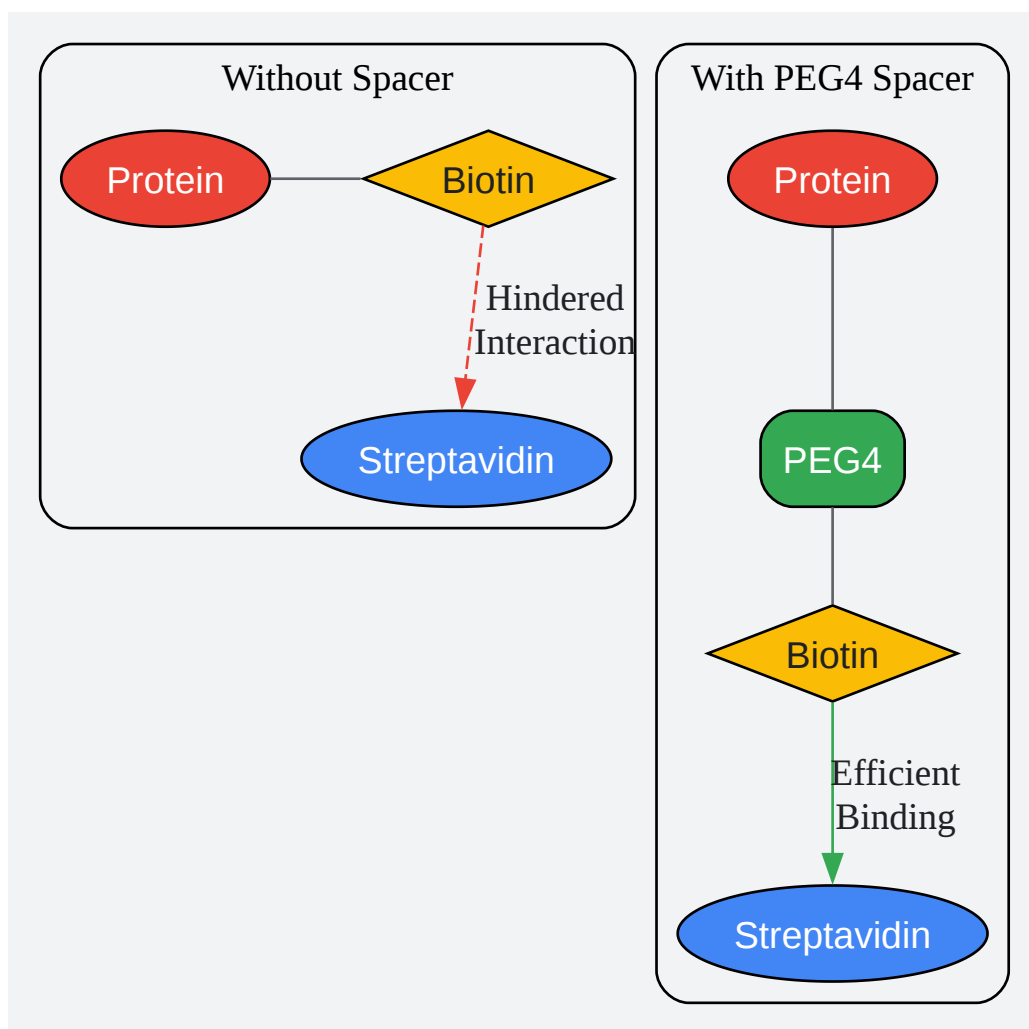 Without Spacer
Protein
Biotin
Hindered
Interaction
Streptavidin
With PEG4 Spacer
Protein
PEG4
Biotin
Efficient
Binding
Streptavidin